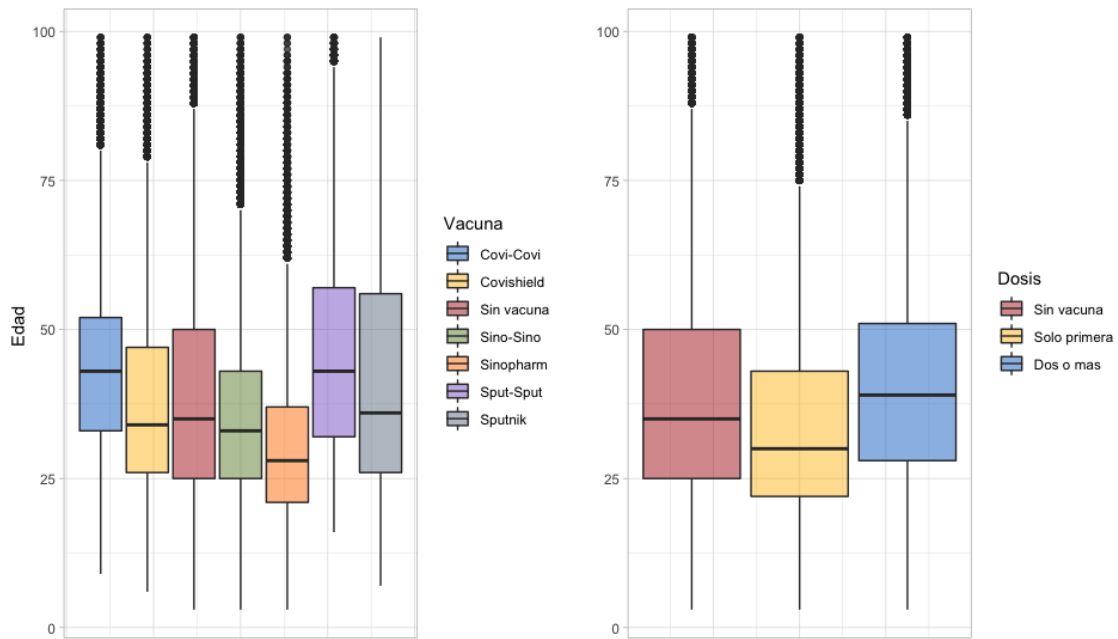 Edad
100
75
50
25
0
Vacuna
Covi-Covi
Covishield
Sin vacuna
Sino-Sino
Sinopharm
Sput-Sput
Sputnik
100
75
50
25
0
Dosis
Sin vacuna
Solo primera
Dos o mas